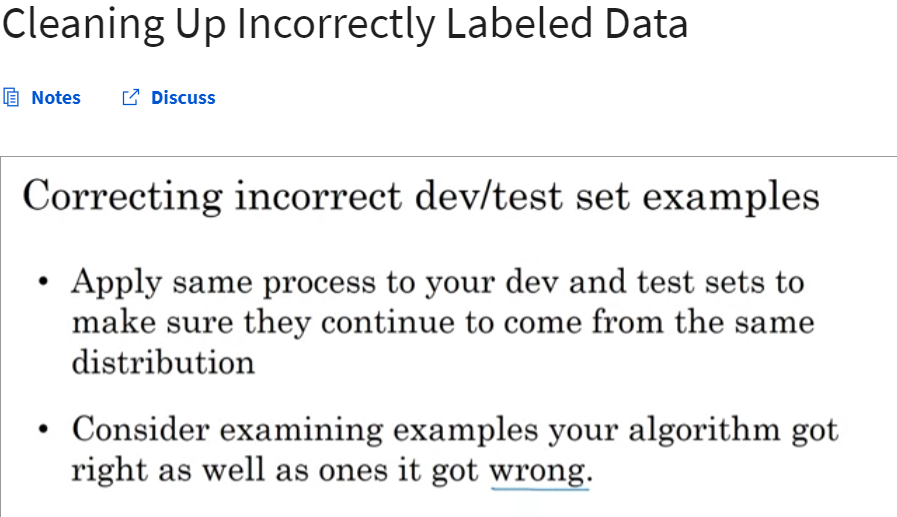 Cleaning Up Incorrectly Labeled Data
Notes Discuss
Correcting incorrect dev/test set examples
• Apply same process to your dev and test sets to
make sure they continue to come from the same
distribution
• Consider examining examples your algorithm got
right as well as ones it got wrong.